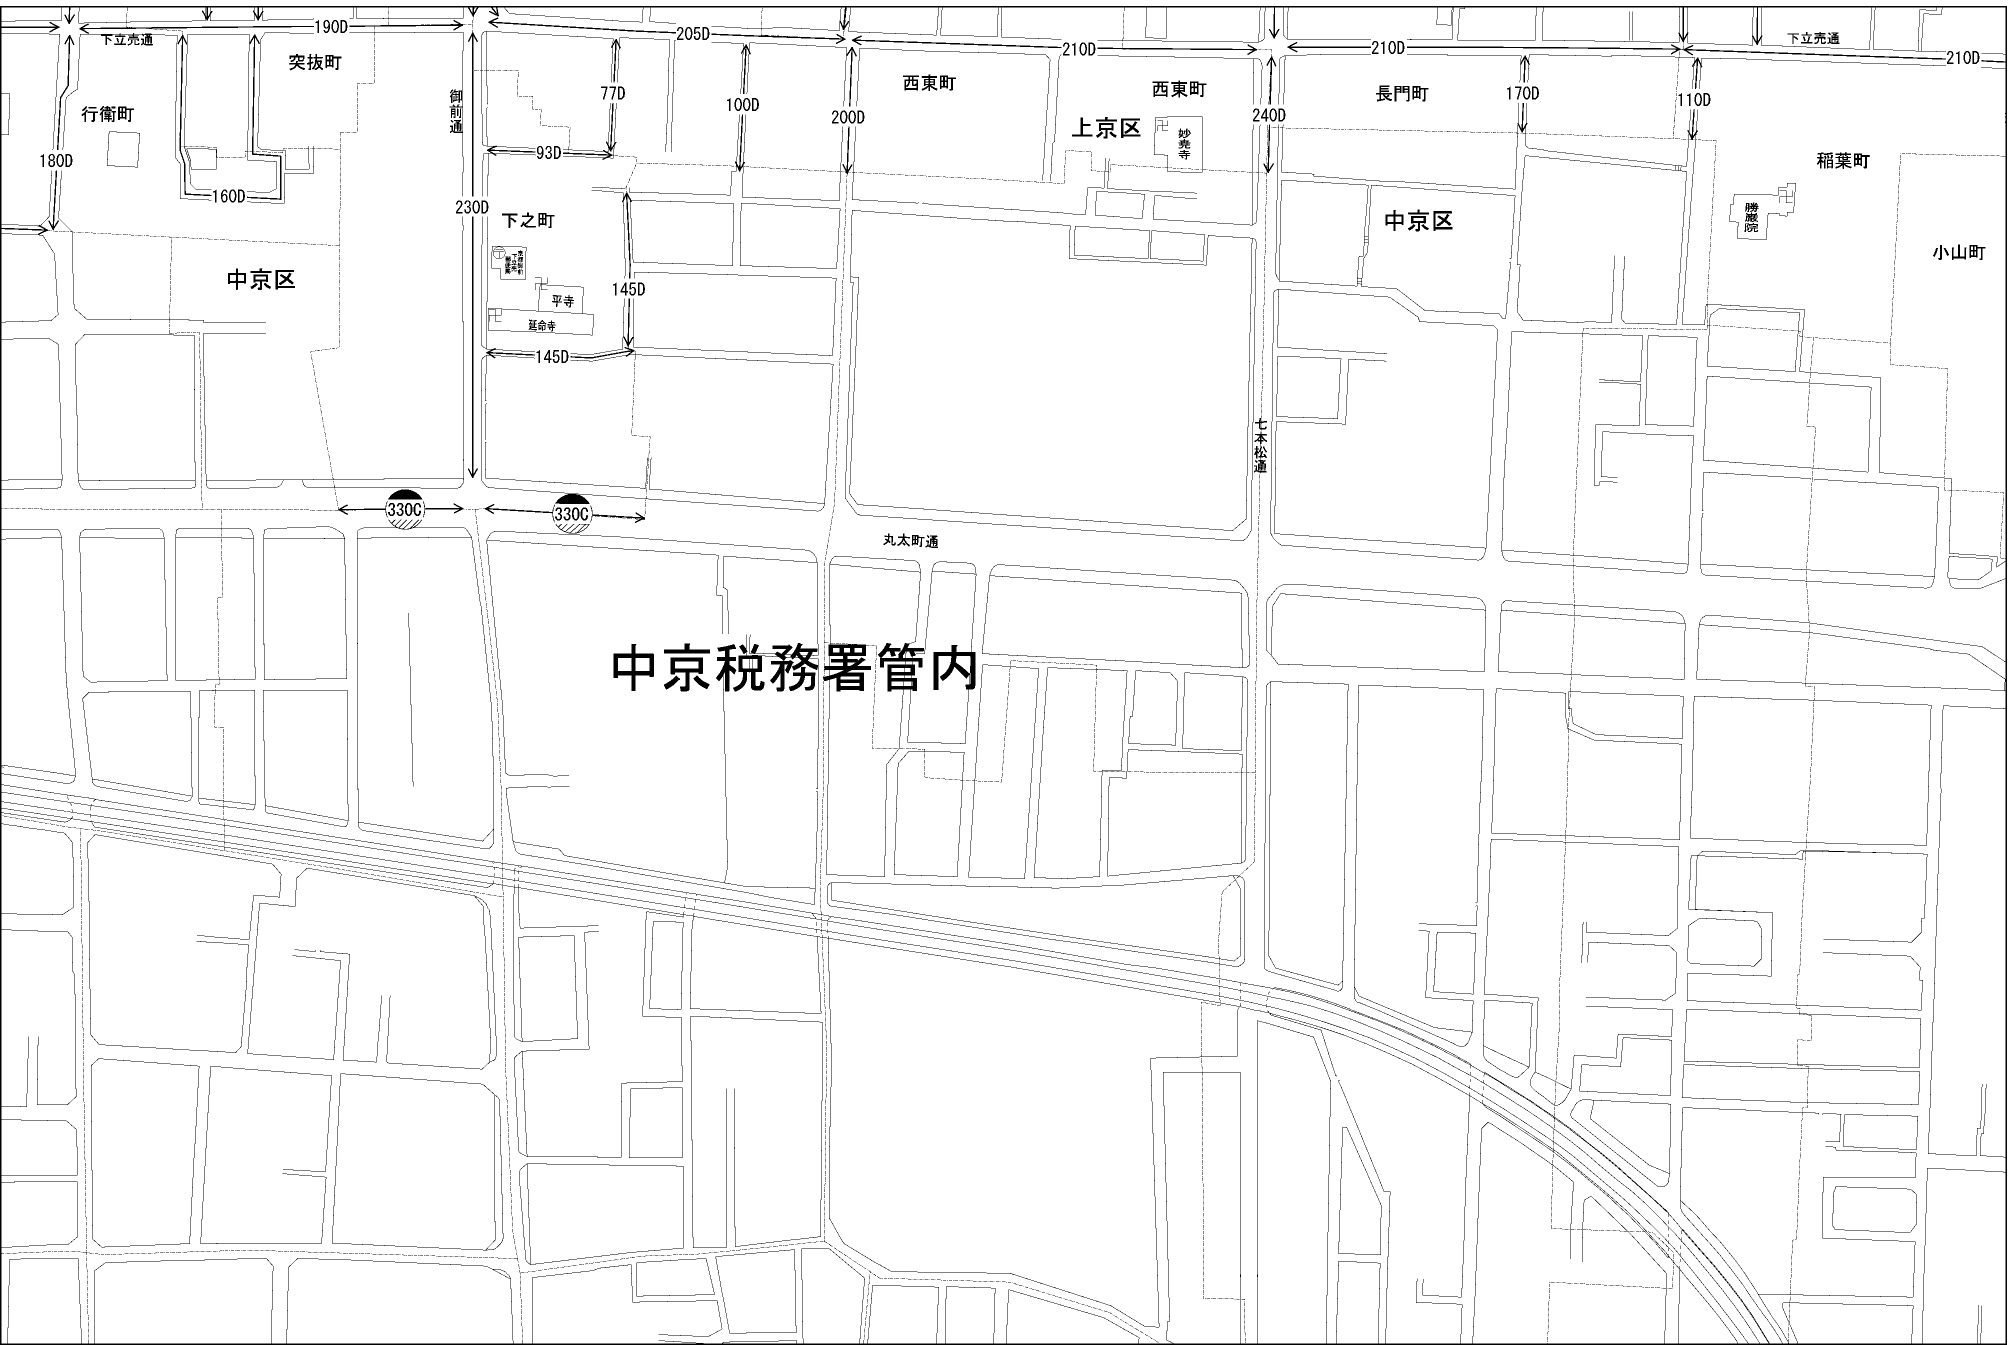 190D
205D
210D
210D
210D
下立売通
下立売通
突抜町
行衛町
御前通
77D
100D
200D
西東町
西東町
上京区
妙堯寺
240D
長門町
170D
110D
180D
93D
160D
230D
下之町
中京区
稲葉町
勝巌院
小山町
中京区
145D
平寺
延命寺
145D
七本松通
330C
330C
丸太町通
中京税務署管内